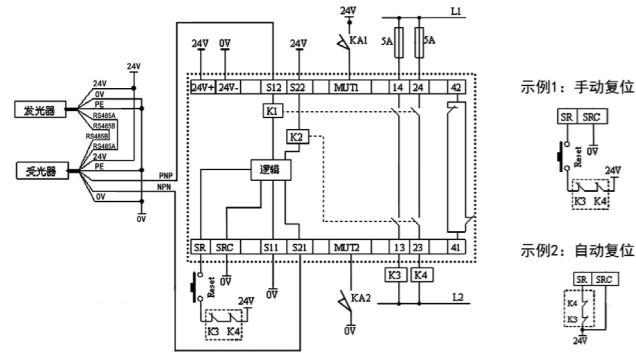 24V
L1
5A
5A
KA1
24V
0V
24V
24V+
24V-
S12
S22
MUT1
14
24
42
示例1：手动复位
24V
0V
PE
RS485A
RS485B
RS485B
RS485A
24V
PE
0V
发光器
受光器
PNP
NPN
0V
K1
K2
逻辑
SR
SRC
Reset
0V
24V
K3
K4
SR
SRC
S11
S21
MUT2
13
23
41
示例2：自动复位
Reset
0V
0V
24V
K3
K4
KA2
0V
K3
K4
L2
SR
SRC
K4
K3
24V